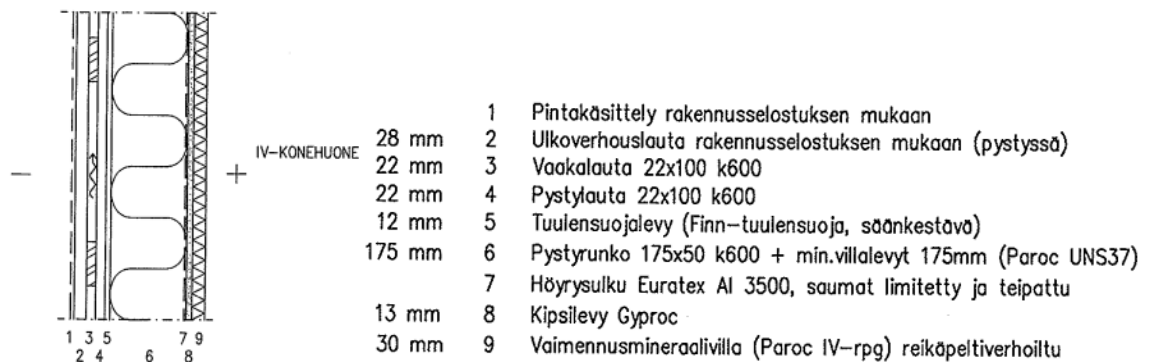 IV-KONEHUONE
1 Pintakäsittely rakennusselostuksen mukaan
28 mm 2 Ulkoverhouslauta rakennusselostuksen mukaan (pystyssä)
22 mm 3 Vaakalauta 22x100 k600
22 mm 4 Pystylauta 22x100 k600
12 mm 5 Tuulensuojalevy (Finn-tuulensuoja, säänkestävä)
175 mm 6 Pystyrunko 175x50 k600 + min.villalevyt 175mm (Paroc UNS37)
7 Höyrysulku Euratex Al 3500, saumat limitetty ja teipattu
13 mm 8 Kipsilevy Gyproc
30 mm 9 Vaimennusmineraalivilla (Paroc IV-rpg) reikäpeltiverhoiltu
1 3 5 7 9
2 4 6 8